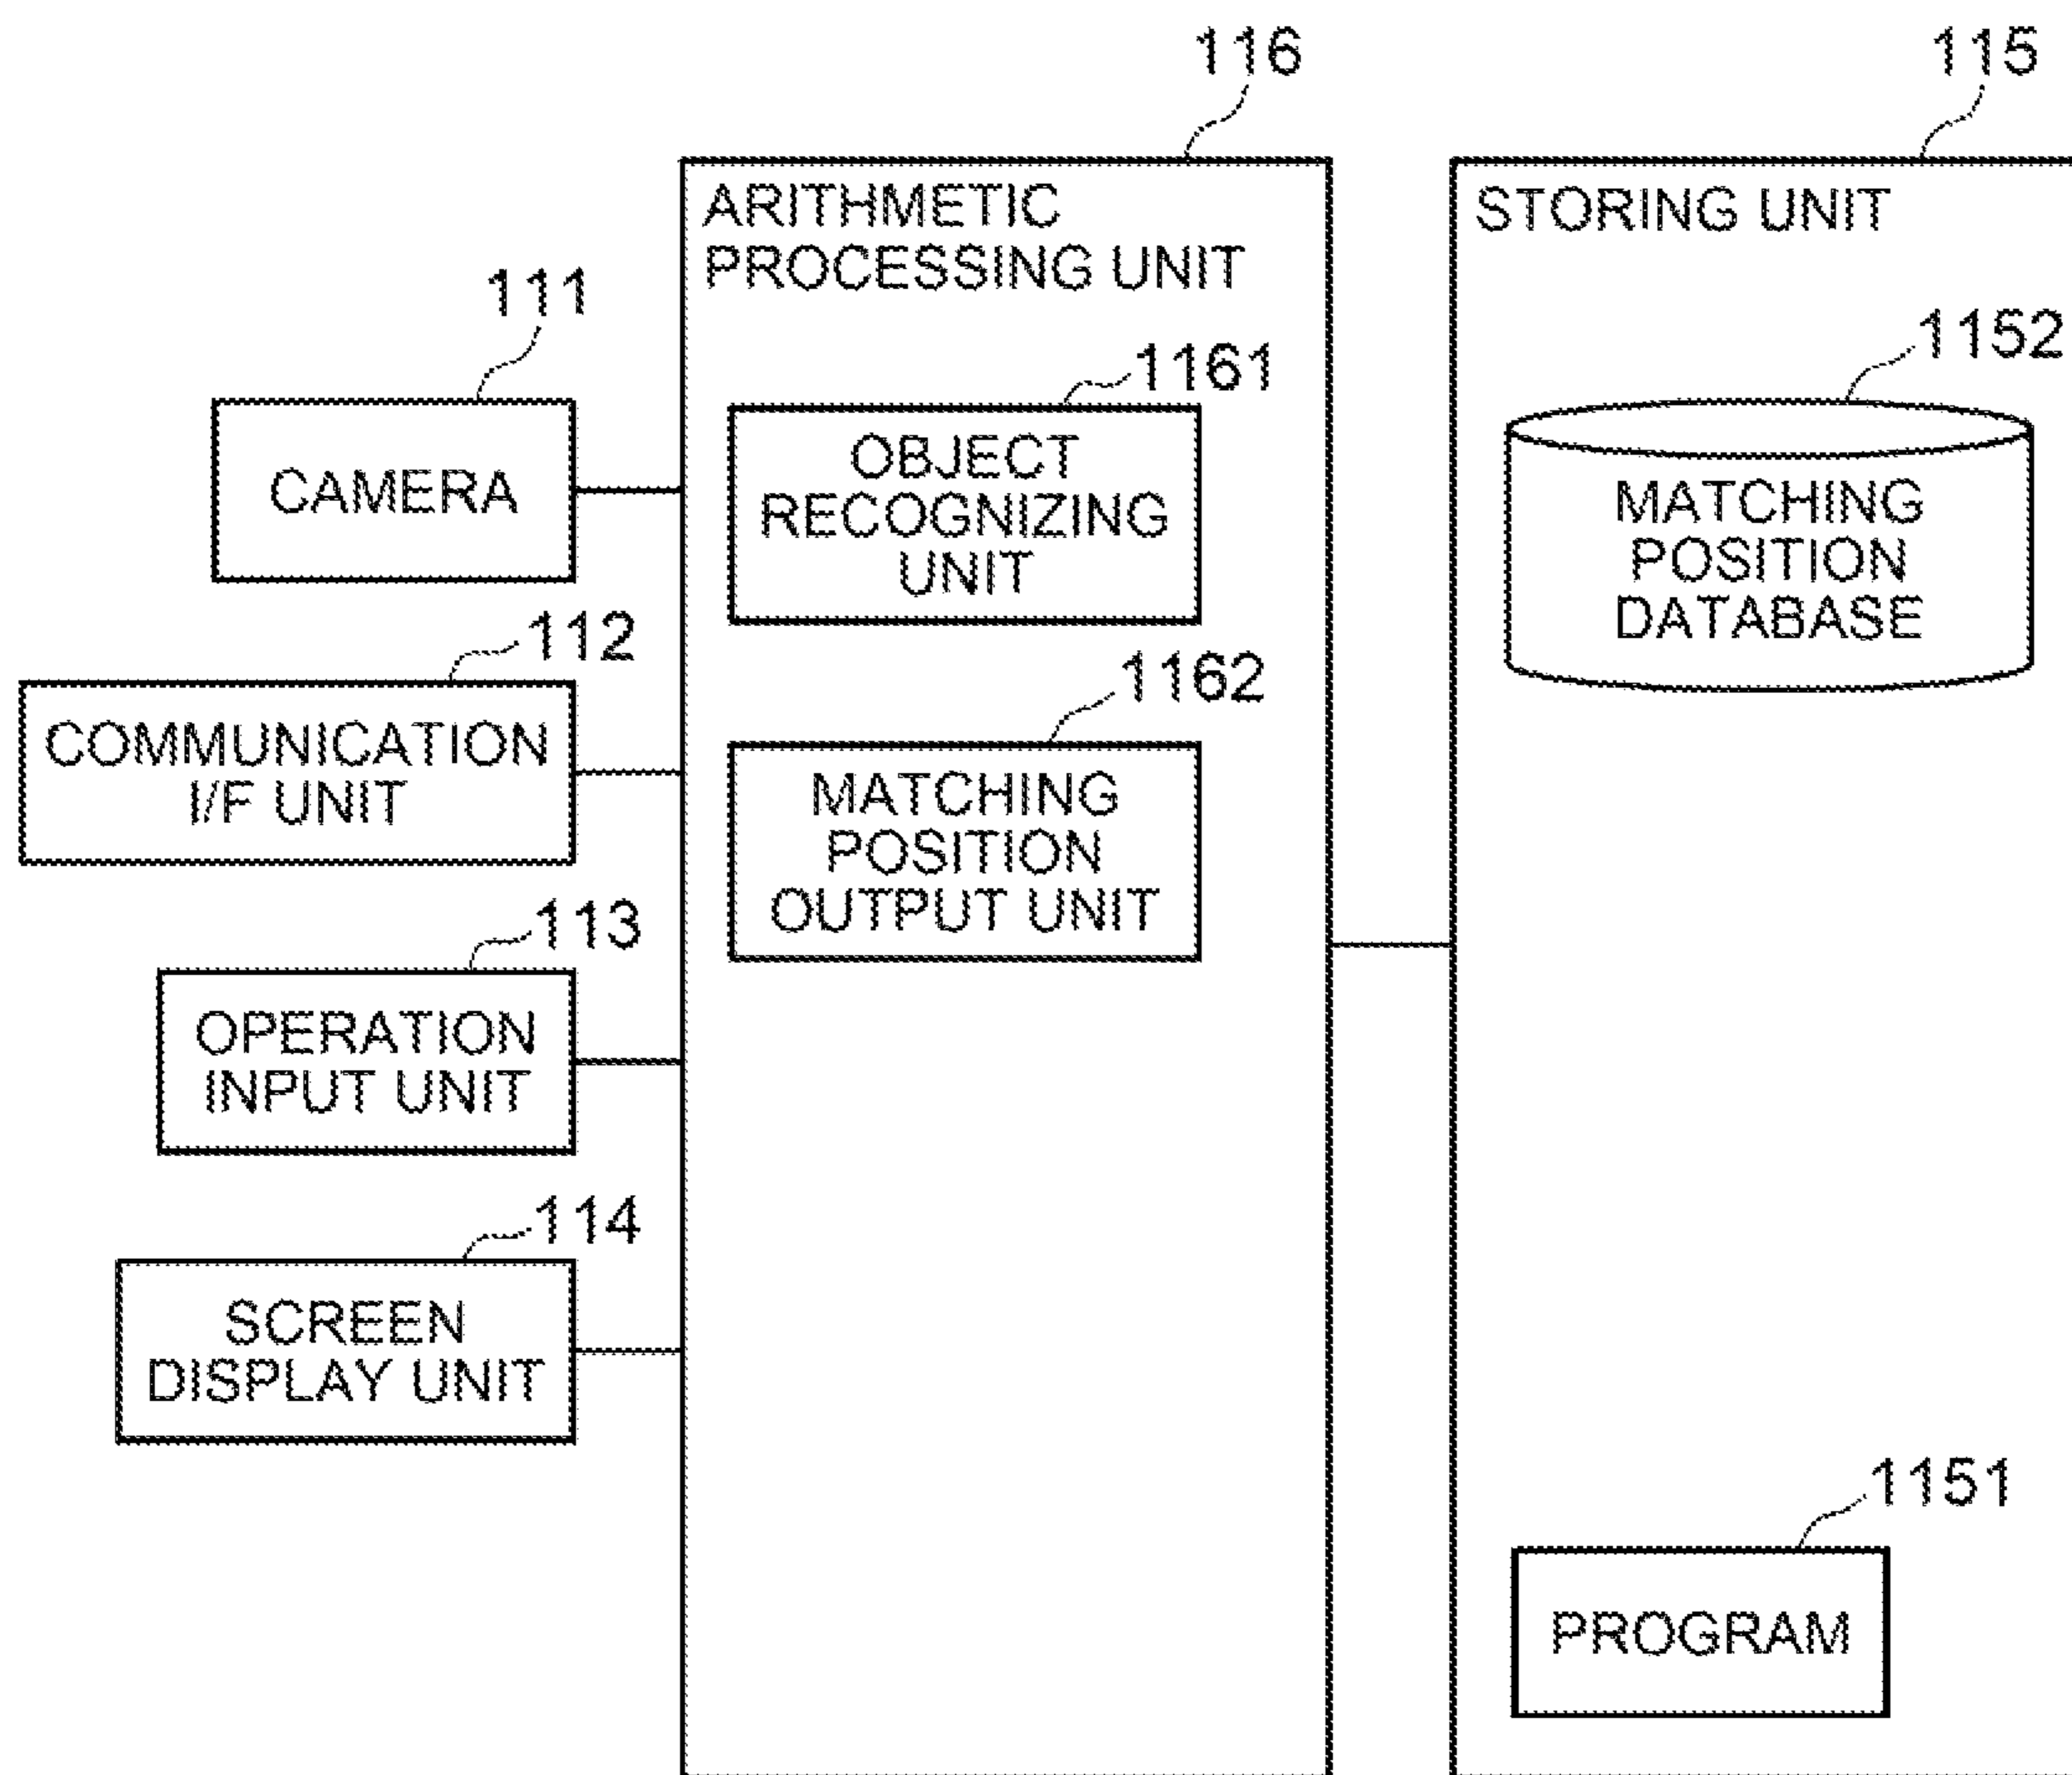 116
115
ARITHMETIC
PROCESSING UNIT
STORING UNIT
111
1152
1161
CAMERA
OBJECT
RECOGNIZING
UNIT
MATCHING
POSITION
DATABASE
112
1162
COMMUNICATION
I/F UNIT
MATCHING
POSITION
OUTPUT UNIT
113
OPERATION
INPUT UNIT
114
SCREEN
DISPLAY UNIT
1151
PROGRAM